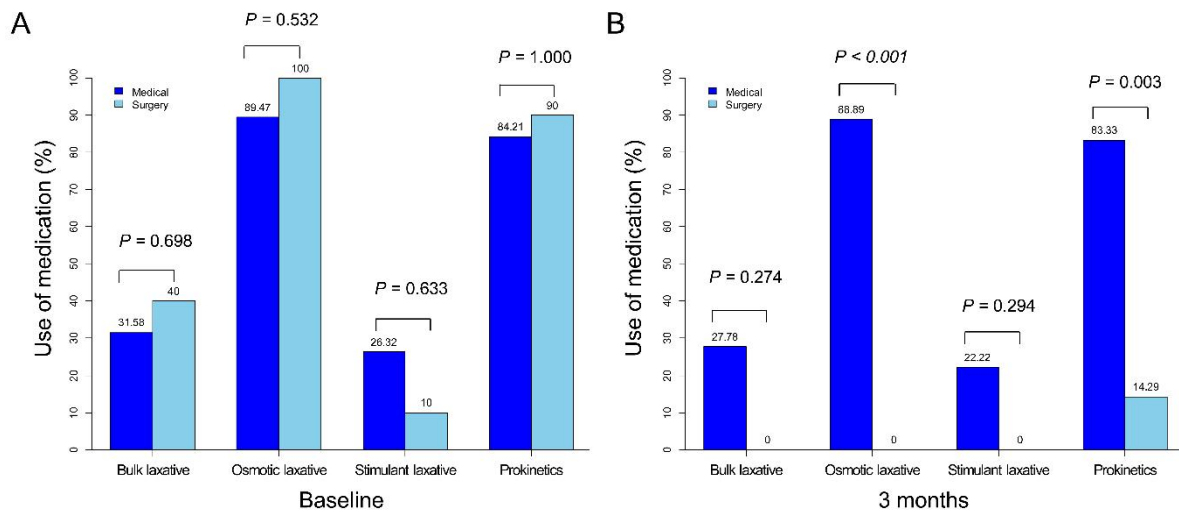 A
P = 0.532
P = 1.000
Medical
Surgery
100
89.47
90
84.21
P = 0.698
P = 0.633
40
31.58
26.32
10
Use of medication (%)
0
10
20
30
40
50
60
70
80
90
100
Bulk laxative
Osmotic laxative
Stimulant laxative
Prokinetics
Baseline
B
P < 0.001
P = 0.003
Medical
Surgery
88.89
83.33
P = 0.274
P = 0.294
27.78
22.22
14.29
0
0
0
Use of medication (%)
0
10
20
30
40
50
60
70
80
90
100
Bulk laxative
Osmotic laxative
Stimulant laxative
Prokinetics
3 months